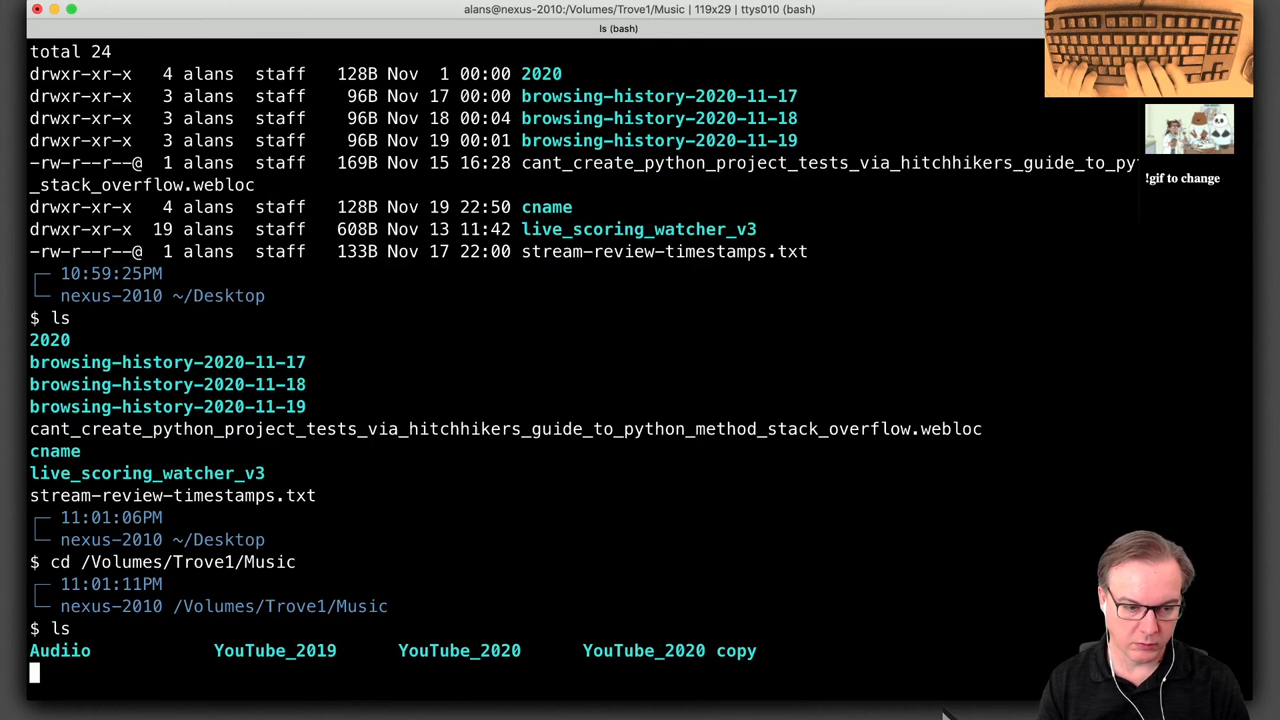 alans@nexus-2010:/Volumes/Trove1/Music | 119x29 | ttys010 (bash)
ls (bash)
total 24
drwxr-xr-x   4 alans  staff   128B Nov  1 00:00 2020
drwxr-xr-x   3 alans  staff    96B Nov 17 00:00 browsing-history-2020-11-17
drwxr-xr-x   3 alans  staff    96B Nov 18 00:04 browsing-history-2020-11-18
drwxr-xr-x   3 alans  staff    96B Nov 19 00:01 browsing-history-2020-11-19
-rw-r--r--@  1 alans  staff   169B Nov 15 16:28 cant_create_python_project_tests_via_hitchhikers_guide_to_py
_stack_overflow.webloc
drwxr-xr-x   4 alans  staff   128B Nov 19 22:50 cname
drwxr-xr-x  19 alans  staff   608B Nov 13 11:42 live_scoring_watcher_v3
-rw-r--r--@  1 alans  staff   133B Nov 17 22:00 stream-review-timestamps.txt
10:59:25PM
nexus-2010 ~/Desktop
$ ls
2020
browsing-history-2020-11-17
browsing-history-2020-11-18
browsing-history-2020-11-19
cant_create_python_project_tests_via_hitchhikers_guide_to_python_method_stack_overflow.webloc
cname
live_scoring_watcher_v3
stream-review-timestamps.txt
11:01:06PM
nexus-2010 ~/Desktop
$ cd /Volumes/Trove1/Music
11:01:11PM
nexus-2010 /Volumes/Trove1/Music
$ ls
Audiio            YouTube_2019      YouTube_2020      YouTube_2020 copy
!gif to change